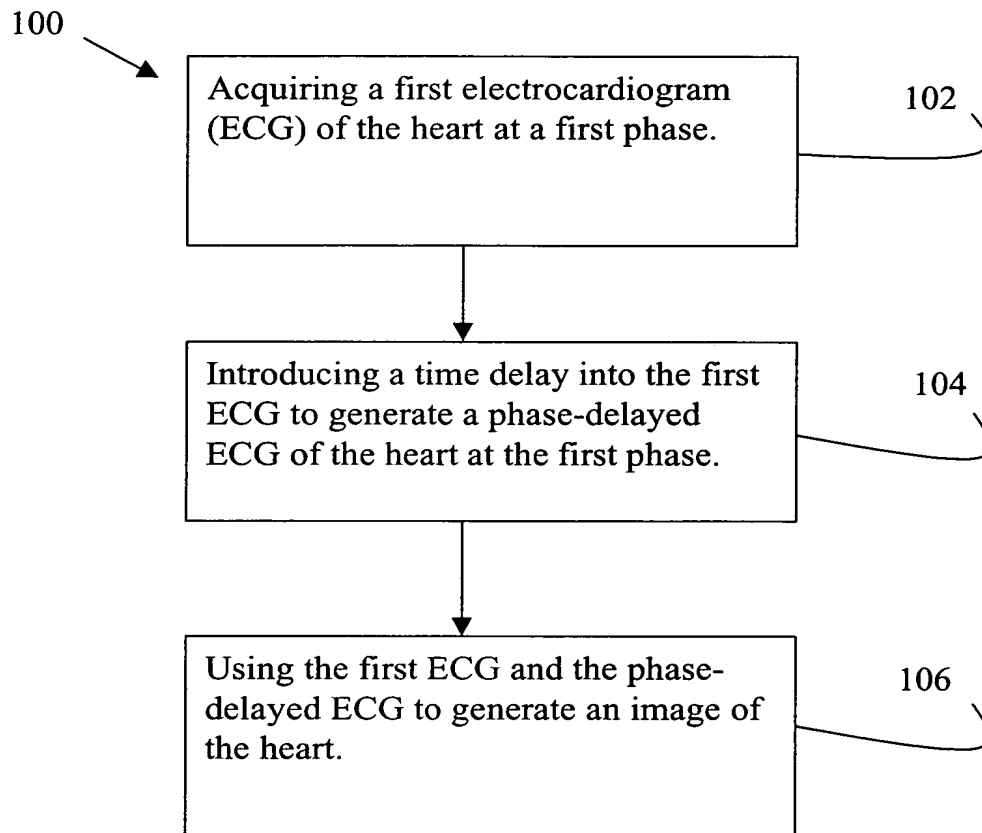 100
Acquiring a first electrocardiogram
(ECG) of the heart at a first phase.
102
Introducing a time delay into the first
ECG to generate a phase-delayed
ECG of the heart at the first phase.
104
Using the first ECG and the phase-
delayed ECG to generate an image of
the heart.
106